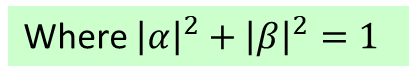 Where |α|² + |β|² = 1